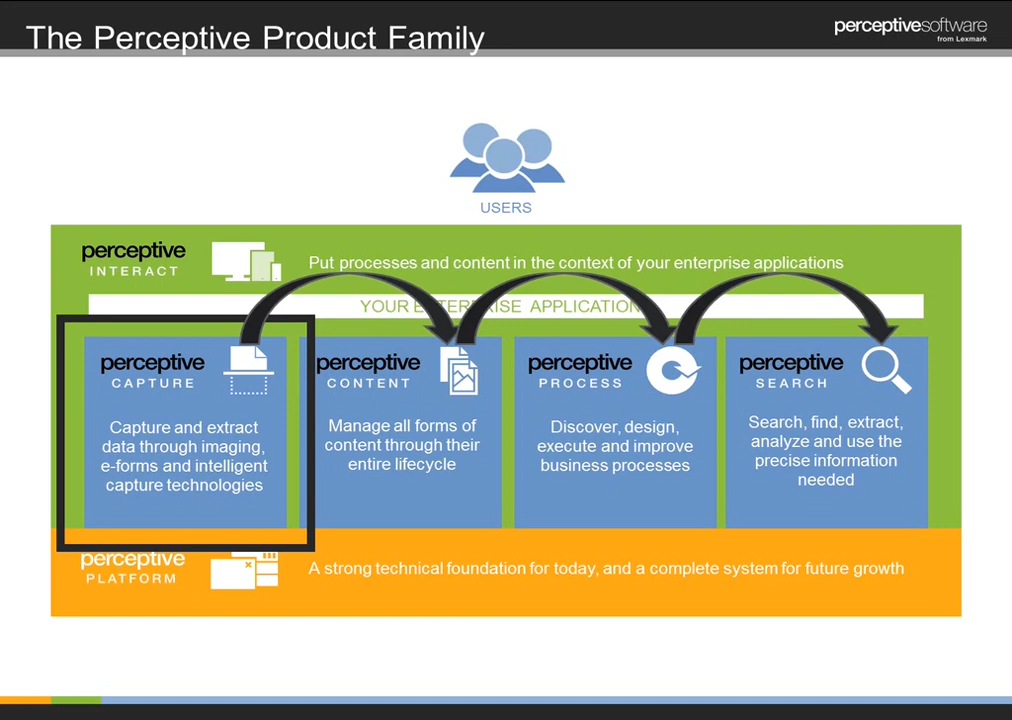 The Perceptive Product Family
perceptivesoftware
from Lexmark
USERS
perceptive
INTERACT
Put processes and content in the context of your enterprise applications
YOUR ENTERPRISE APPLICATION
perceptive
CAPTURE
Capture and extract
data through imaging,
e-forms and intelligent
capture technologies
perceptive
CONTENT
Manage all forms of
content through their
entire lifecycle
perceptive
PROCESS
Discover, design,
execute and improve
business processes
perceptive
SEARCH
Search, find, extract,
analyze and use the
precise information
needed
perceptive
PLATFORM
A strong technical foundation for today, and a complete system for future growth